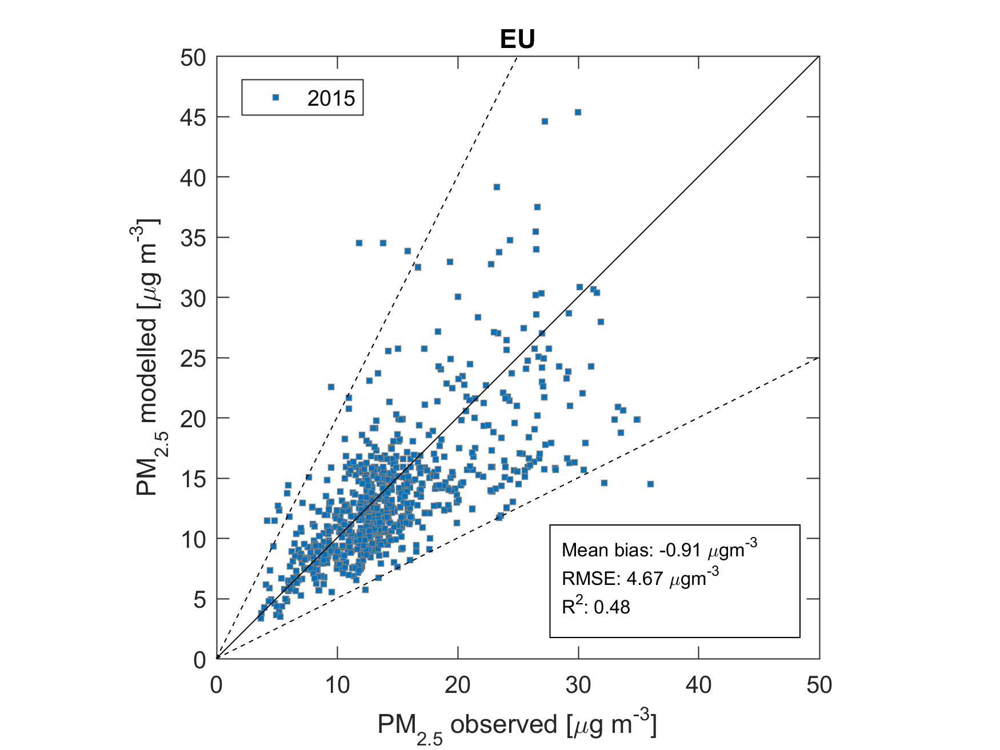 EU
2015
50
45
40
35
30
25
20
15
10
5
0
PM2.5 modelled [μg m-3]
Mean bias: -0.91 μgm-3
RMSE: 4.67 μgm-3
R2: 0.48
0 10 20 30 40 50
PM2.5 observed [μg m-3]